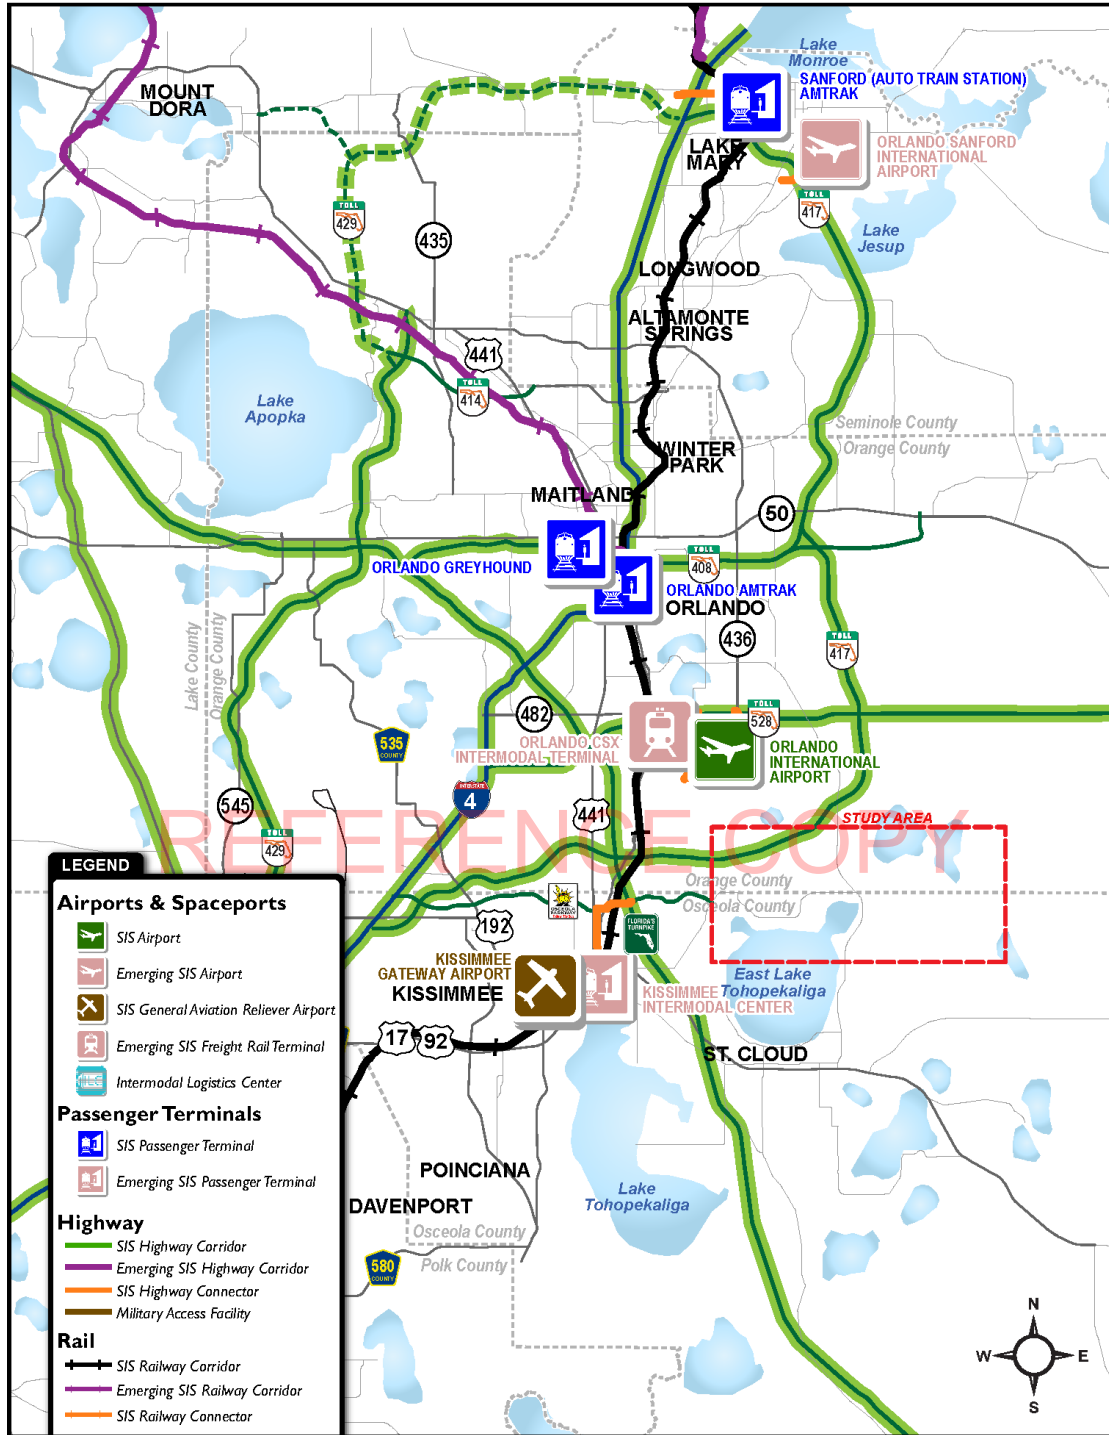 Lake
Monroe
SANFORD (AUTO TRAIN STATION)
AMTRAK
MOUNT
DORA
LAKE
MARY
ORLANDO SANFORD
INTERNATIONAL
AIRPORT
TOLL
429
435
TOLL
417
Lake
Jesup
LONGWOOD
ALTAMONTE
SPRINGS
441
TOLL
414
Lake
Apopka
Seminole County
Orange County
WINTER
PARK
MAITLAND
50
ORLANDO GREYHOUND
TOLL
408
ORLANDO AMTRAK
ORLANDO
436
TOLL
417
Lake County
Orange County
482
TOLL
528
535
COUNTY
ORLANDO CSX
INTERMODAL TERMINAL
ORLANDO
INTERNATIONAL
AIRPORT
INTERSTATE
4
545
441
REFERENCE COPY
STUDY AREA
TOLL
429
Orange County
Osceola County
OSCEOLA
PARKWAY
192
FLORIDA'S
TURNPIKE
KISSIMMEE
GATEWAY AIRPORT
KISSIMMEE
KISSIMMEE
INTERMODAL CENTER
East Lake
Tohopekaliga
17
92
ST. CLOUD
POINCIANA
DAVENPORT
Lake
Tohopekaliga
Osceola County
Polk County
580
COUNTY
N
W
E
S
LEGEND
Airports & Spaceports
SIS Airport
Emerging SIS Airport
SIS General Aviation Reliever Airport
Emerging SIS Freight Rail Terminal
Intermodal Logistics Center
Passenger Terminals
SIS Passenger Terminal
Emerging SIS Passenger Terminal
Highway
SIS Highway Corridor
Emerging SIS Highway Corridor
SIS Highway Connector
Military Access Facility
Rail
SIS Railway Corridor
Emerging SIS Railway Corridor
SIS Railway Connector